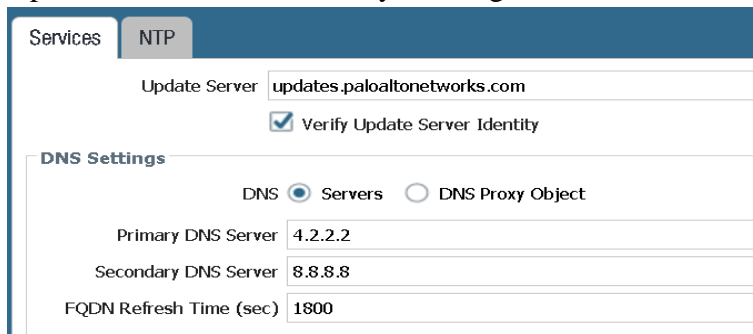 Services NTP
Update Server updates.paloaltonetworks.com
Verify Update Server Identity
DNS Settings
DNS Servers DNS Proxy Object
Primary DNS Server 4.2.2.2
Secondary DNS Server 8.8.8.8
FQDN Refresh Time (sec) 1800